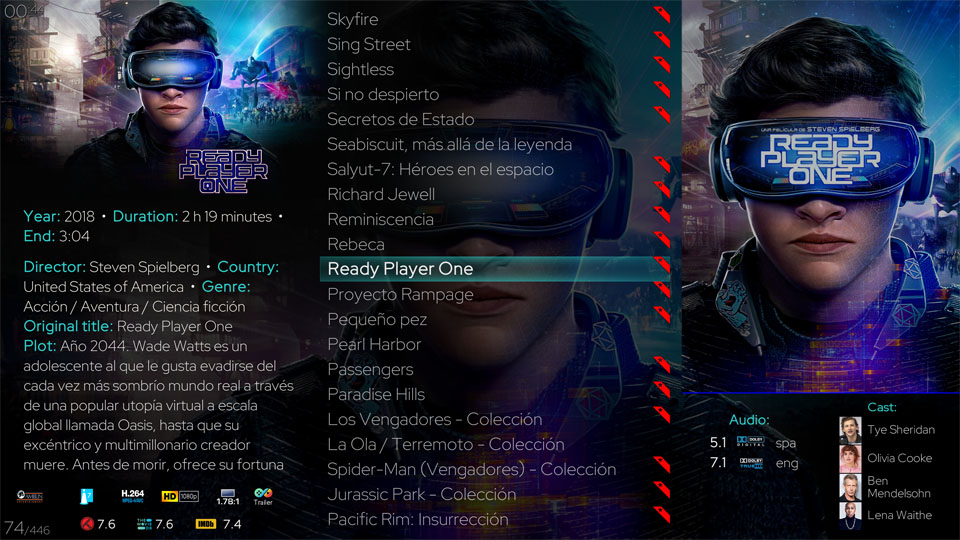 00:44
READY
PLAYER
ONE
Year: 2018 • Duration: 2 h 19 minutes •
End: 3:04
Director: Steven Spielberg • Country:
United States of America • Genre:
Acción / Aventura / Ciencia ficción
Original title: Ready Player One
Plot: Año 2044. Wade Watts es un
adolescente al que le gusta evadirse del
cada vez más sombrío mundo real a través
de una popular utopía virtual a escala
global llamada Oasis, hasta que su
excéntrico y multimillonario creador
muere. Antes de morir, ofrece su fortuna
AMBLIN
H.264
MPEG-4 AVC
HD 1080p
1.78:1
Trailer
7.6
THE MOVIE DB 7.6
IMDb 7.4
74/446
Skyfire
Sing Street
Sightless
Si no despierto
Secretos de Estado
Seabiscuit, más allá de la leyenda
Salyut-7: Héroes en el espacio
Richard Jewell
Reminiscencia
Rebeca
Ready Player One
Proyecto Rampage
Pequeño pez
Pearl Harbor
Passengers
Paradise Hills
Los Vengadores - Colección
La Ola / Terremoto - Colección
Spider-Man (Vengadores) - Colección
Jurassic Park - Colección
Pacific Rim: Insurrección
UNA PELÍCULA DE STEVEN SPIELBERG
READY
PLAYER
ONE
Audio:
5.1 DOLBY DIGITAL spa
7.1 DOLBY TRUEHD eng
Cast:
Tye Sheridan
Olivia Cooke
Ben
Mendelsohn
Lena Waithe